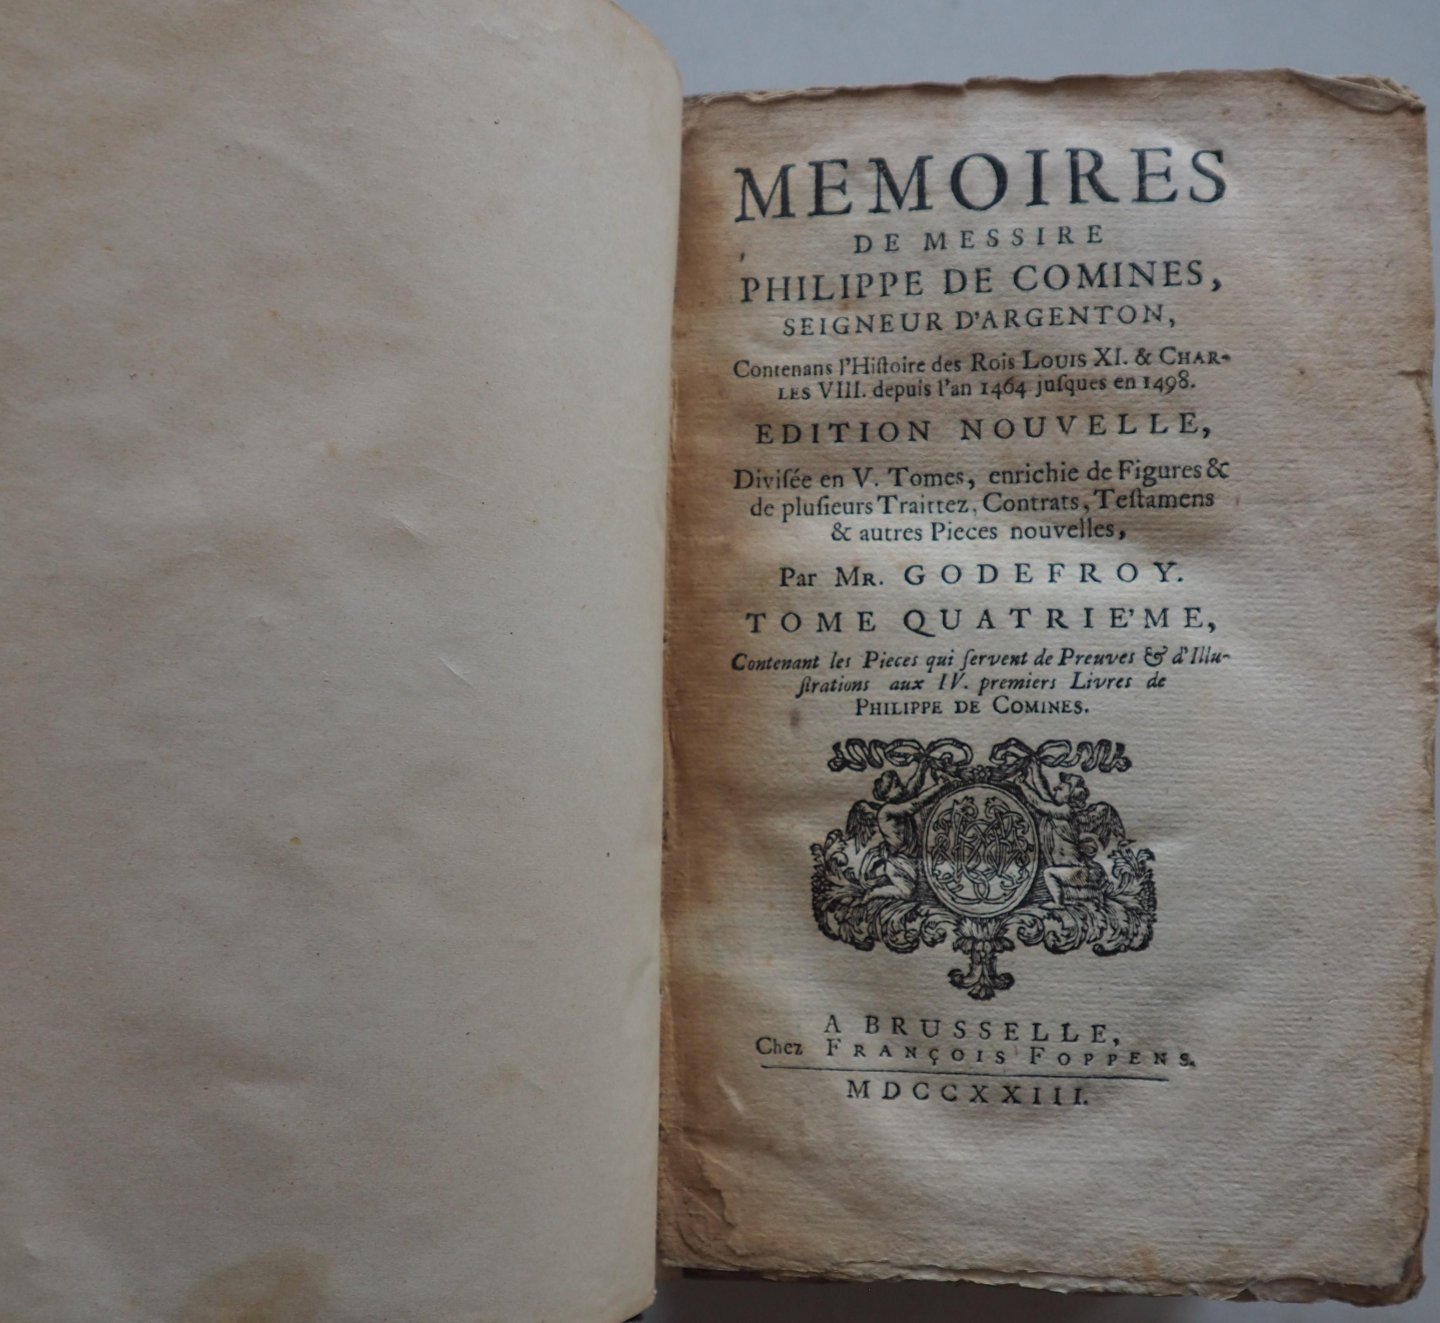 MEMOIRES
DE MESSIRE
PHILIPPE DE COMINES,
SEIGNEUR D'ARGENTON,
Contenans l'Hiſtoire des Rois LOUIS XI. & CHAR-
LES VIII. depuis l'an 1464 juſques en 1498.
EDITION NOUVELLE,
Diviſée en V. Tomes, enrichie de Figures &
de pluſieurs Traittez, Contrats, Teſtamens
& autres Pieces nouvelles,
Par MR. GODEFROY.
TOME QUATRIE'ME,
Contenant les Pieces qui ſervent de Preuves & d'Illu-
ſtrations aux IV. premiers Livres de
PHILIPPE DE COMINES.
A BRUSSELLE,
Chez FRANÇOIS FOPPENS.
MDCCXXIII.